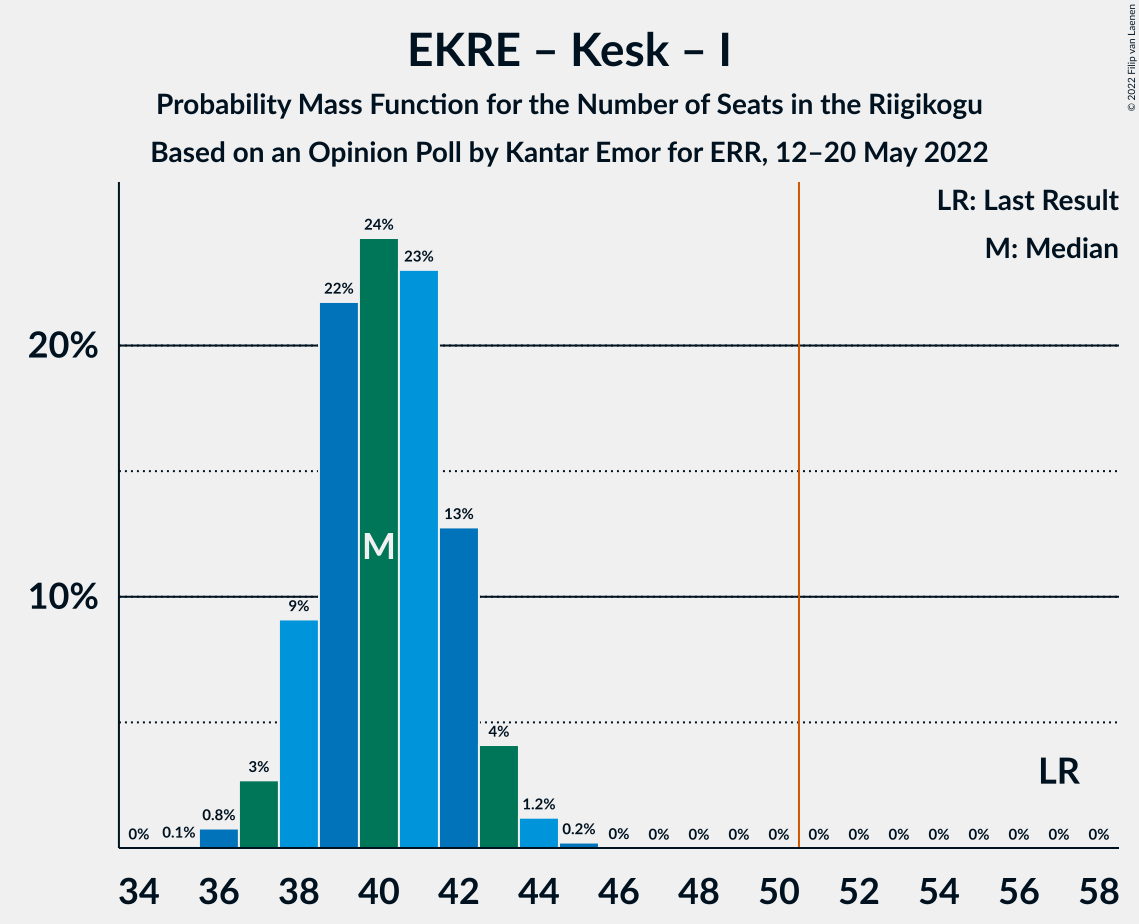 EKRE – Kesk – I
Probability Mass Function for the Number of Seats in the Riigikogu
Based on an Opinion Poll by Kantar Emor for ERR, 12–20 May 2022
© 2022 Filip van Laenen
LR: Last Result
M: Median
20%
10%
0% 0.1% 0.8% 3% 9% 22% 24% 23% 13% 4% 1.2% 0.2% 0% 0% 0% 0% 0% 0% 0% 0% 0% 0% 0% 0% 0%
M
LR
34 36 38 40 42 44 46 48 50 52 54 56 58